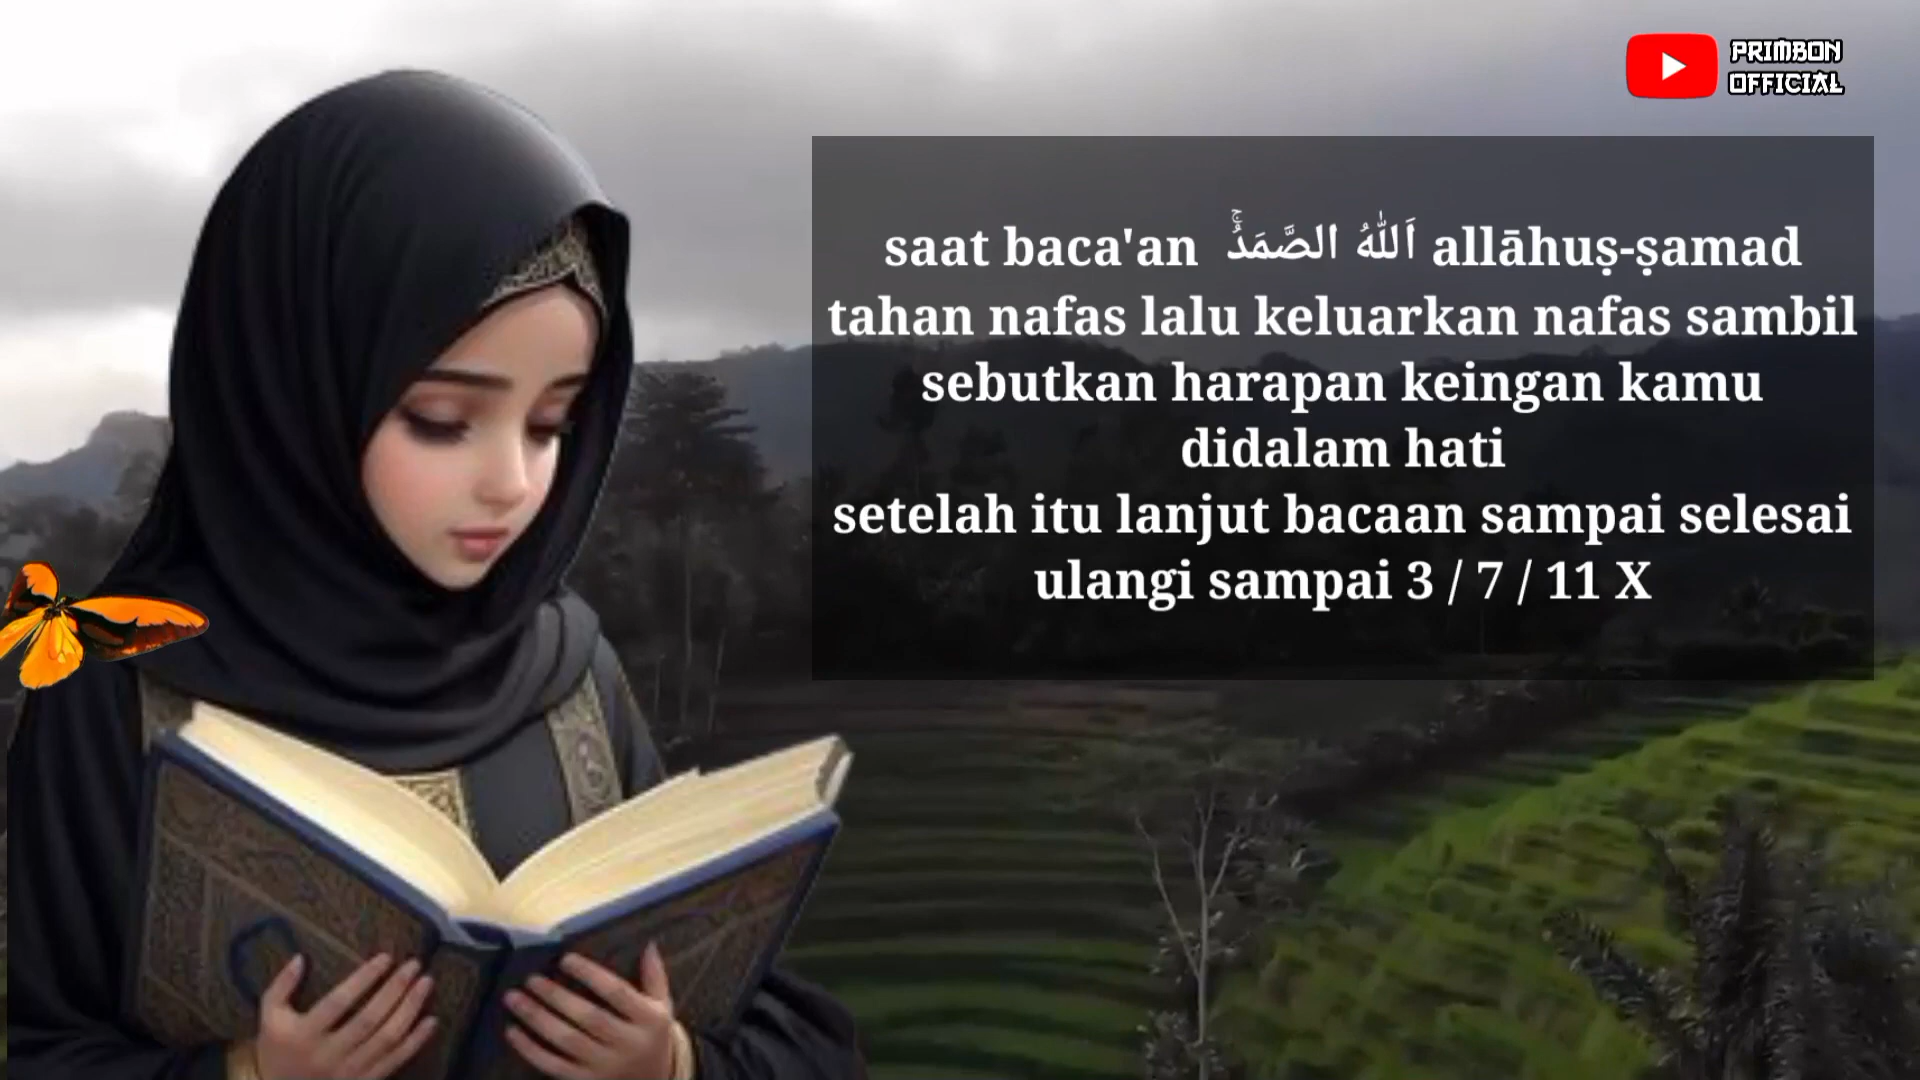 PRIMBON
OFFICIAL
saat baca'an اَللّٰهُ الصَّمَدُۚ allāhuṣ-ṣamad
tahan nafas lalu keluarkan nafas sambil
sebutkan harapan keingan kamu
didalam hati
setelah itu lanjut bacaan sampai selesai
ulangi sampai 3 / 7 / 11 X